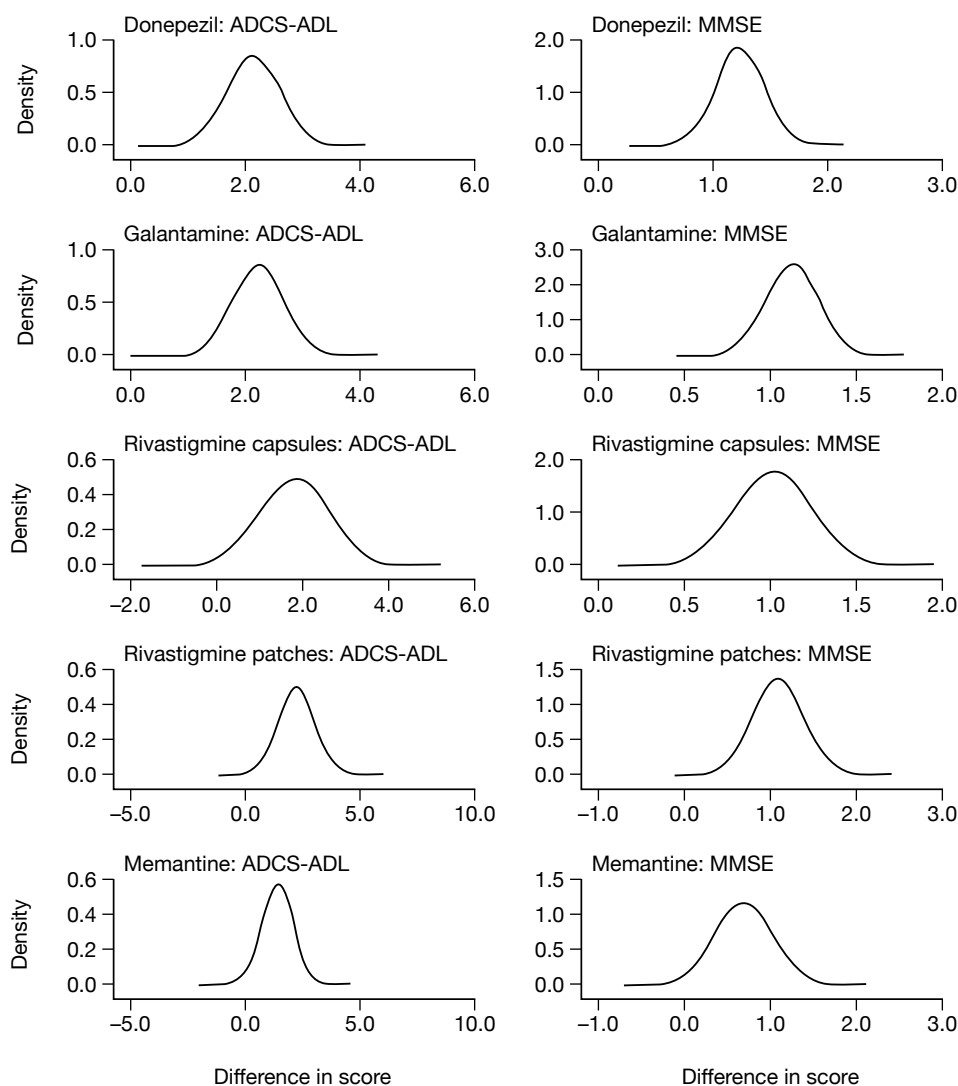 Donepezil: ADCS-ADL
1.0
0.5
0.0
Density
0.0 2.0 4.0 6.0
Donepezil: MMSE
2.0
1.0
0.0
0.0 1.0 2.0 3.0
Galantamine: ADCS-ADL
1.0
0.5
0.0
Density
0.0 2.0 4.0 6.0
Galantamine: MMSE
3.0
2.0
1.0
0.0
0.0 0.5 1.0 1.5 2.0
Rivastigmine capsules: ADCS-ADL
0.6
0.4
0.2
0.0
Density
−2.0 0.0 2.0 4.0 6.0
Rivastigmine capsules: MMSE
2.0
1.0
0.0
0.0 0.5 1.0 1.5 2.0
Rivastigmine patches: ADCS-ADL
0.6
0.4
0.2
0.0
Density
−5.0 0.0 5.0 10.0
Rivastigmine patches: MMSE
1.5
1.0
0.5
0.0
−1.0 0.0 1.0 2.0 3.0
Memantine: ADCS-ADL
0.6
0.4
0.2
0.0
Density
−5.0 0.0 5.0 10.0
Difference in score
Memantine: MMSE
1.5
1.0
0.5
0.0
−1.0 0.0 1.0 2.0 3.0
Difference in score